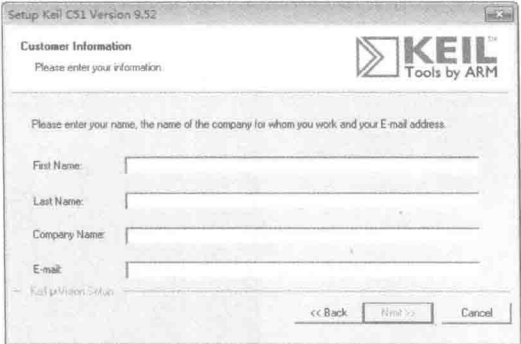 Setup Keil C51 Version 9.52
Customer Information
Please enter your information.
KEIL™
Tools by ARM
Please enter your name, the name of the company for whom you work and your E-mail address.
First Name:
Last Name:
Company Name:
E-mail:
Keil µVision Setup
<< Back
Next >>
Cancel